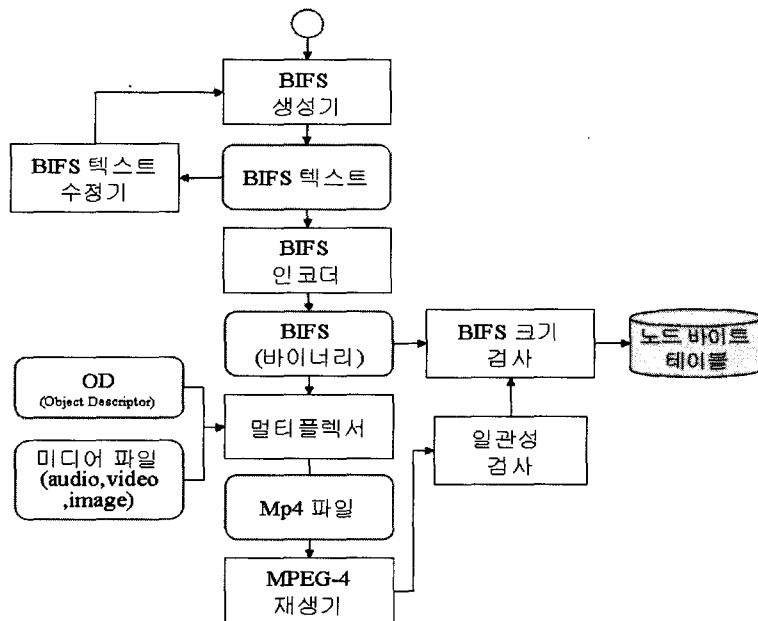 BIFS
생성기
BIFS 텍스트
수정기
BIFS 텍스트
BIFS
인코더
BIFS
(바이너리)
BIFS 크기
검사
노드 바이트
테이블
OD
(Object Descriptor)
멀티플렉서
일관성
검사
미디어 파일
(audio,video
,image)
Mp4 파일
MPEG-4
재생기